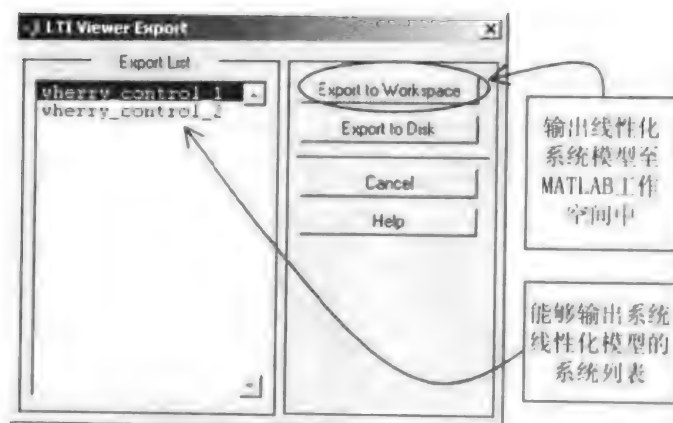 LTI Viewer Export
Export List
wherry_control_1
wherry_control_2
Export to Workspace
Export to Disk
Cancel
Help
输出线性化
系统模型至
MATLAB工作
空间中
能够输出系统
线性化模型的
系统列表